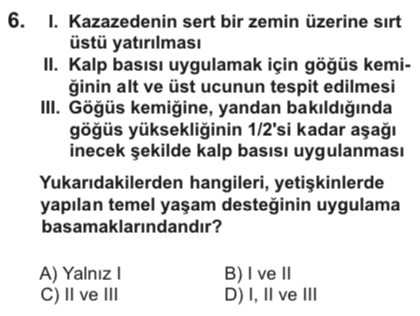 6. I. Kazazedenin sert bir zemin üzerine sırt
üstü yatırılması
II. Kalp basısı uygulamak için göğüs kemi-
ğinin alt ve üst ucunun tespit edilmesi
III. Göğüs kemiğine, yandan bakıldığında
göğüs yüksekliğinin 1/2'si kadar aşağı
inecek şekilde kalp basısı uygulanması
Yukarıdakilerden hangileri, yetişkinlerde
yapılan temel yaşam desteğinin uygulama
basamaklarındandır?
A) Yalnız I B) I ve II
C) II ve III D) I, II ve III